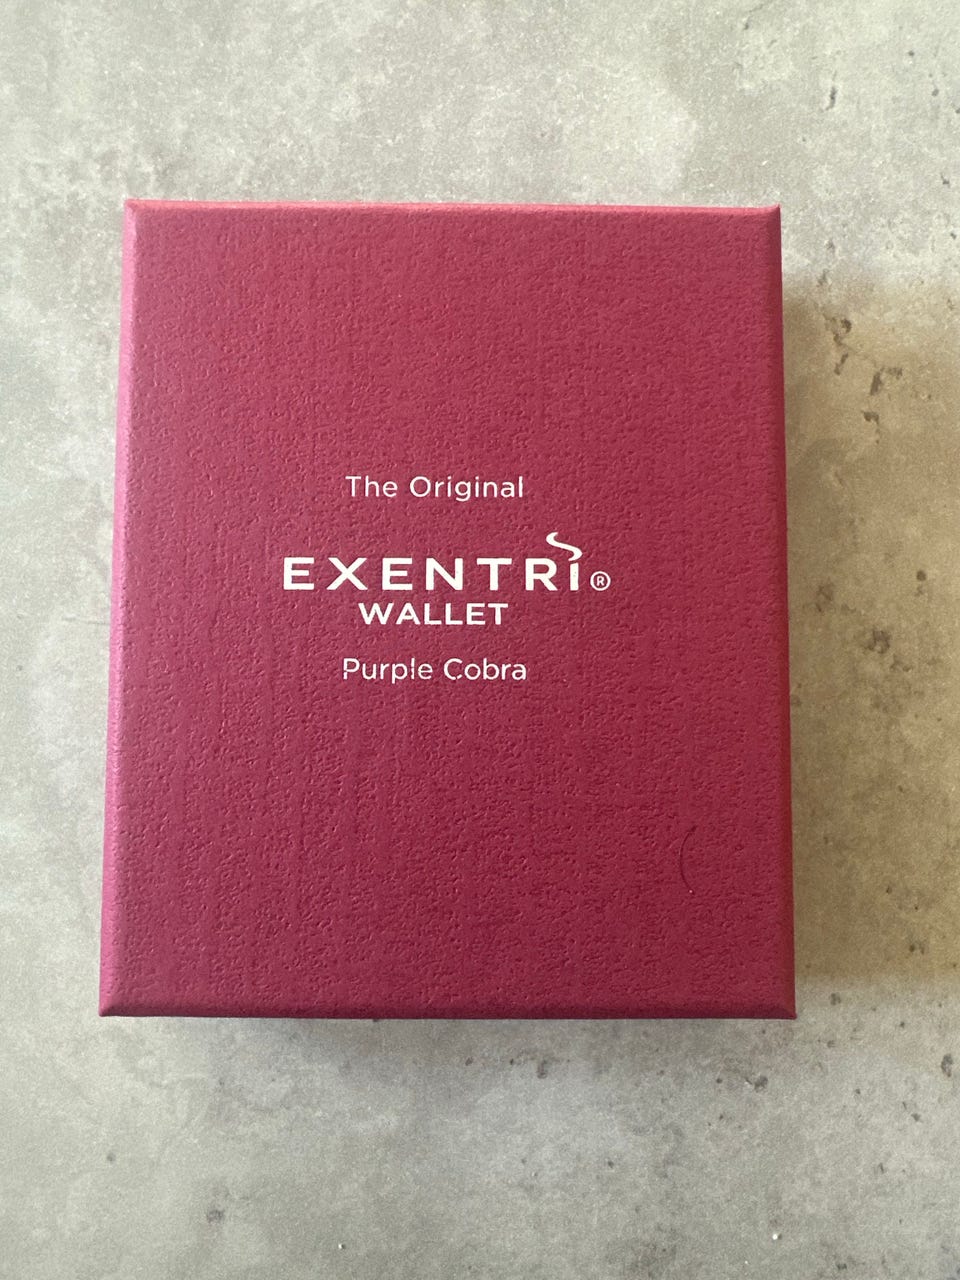 The Original
EXENTRI®
WALLET
Purple Cobra